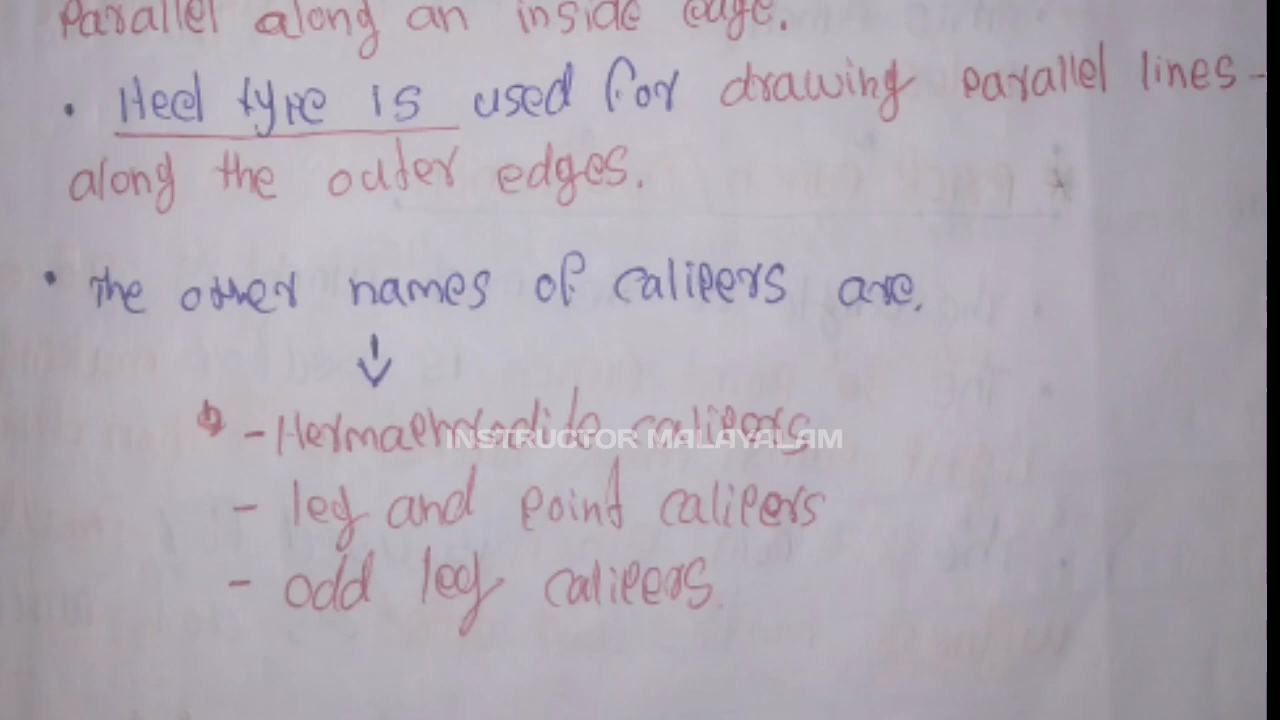 Parallel along an inside edge.
• Heel type is used for drawing parallel lines -
along the outer edges.
• The other names of calipers are.
↓
- Hermaphrodite calipers
INSTRUCTOR MALAYALAM
- leg and point calipers
- odd leg calipers.